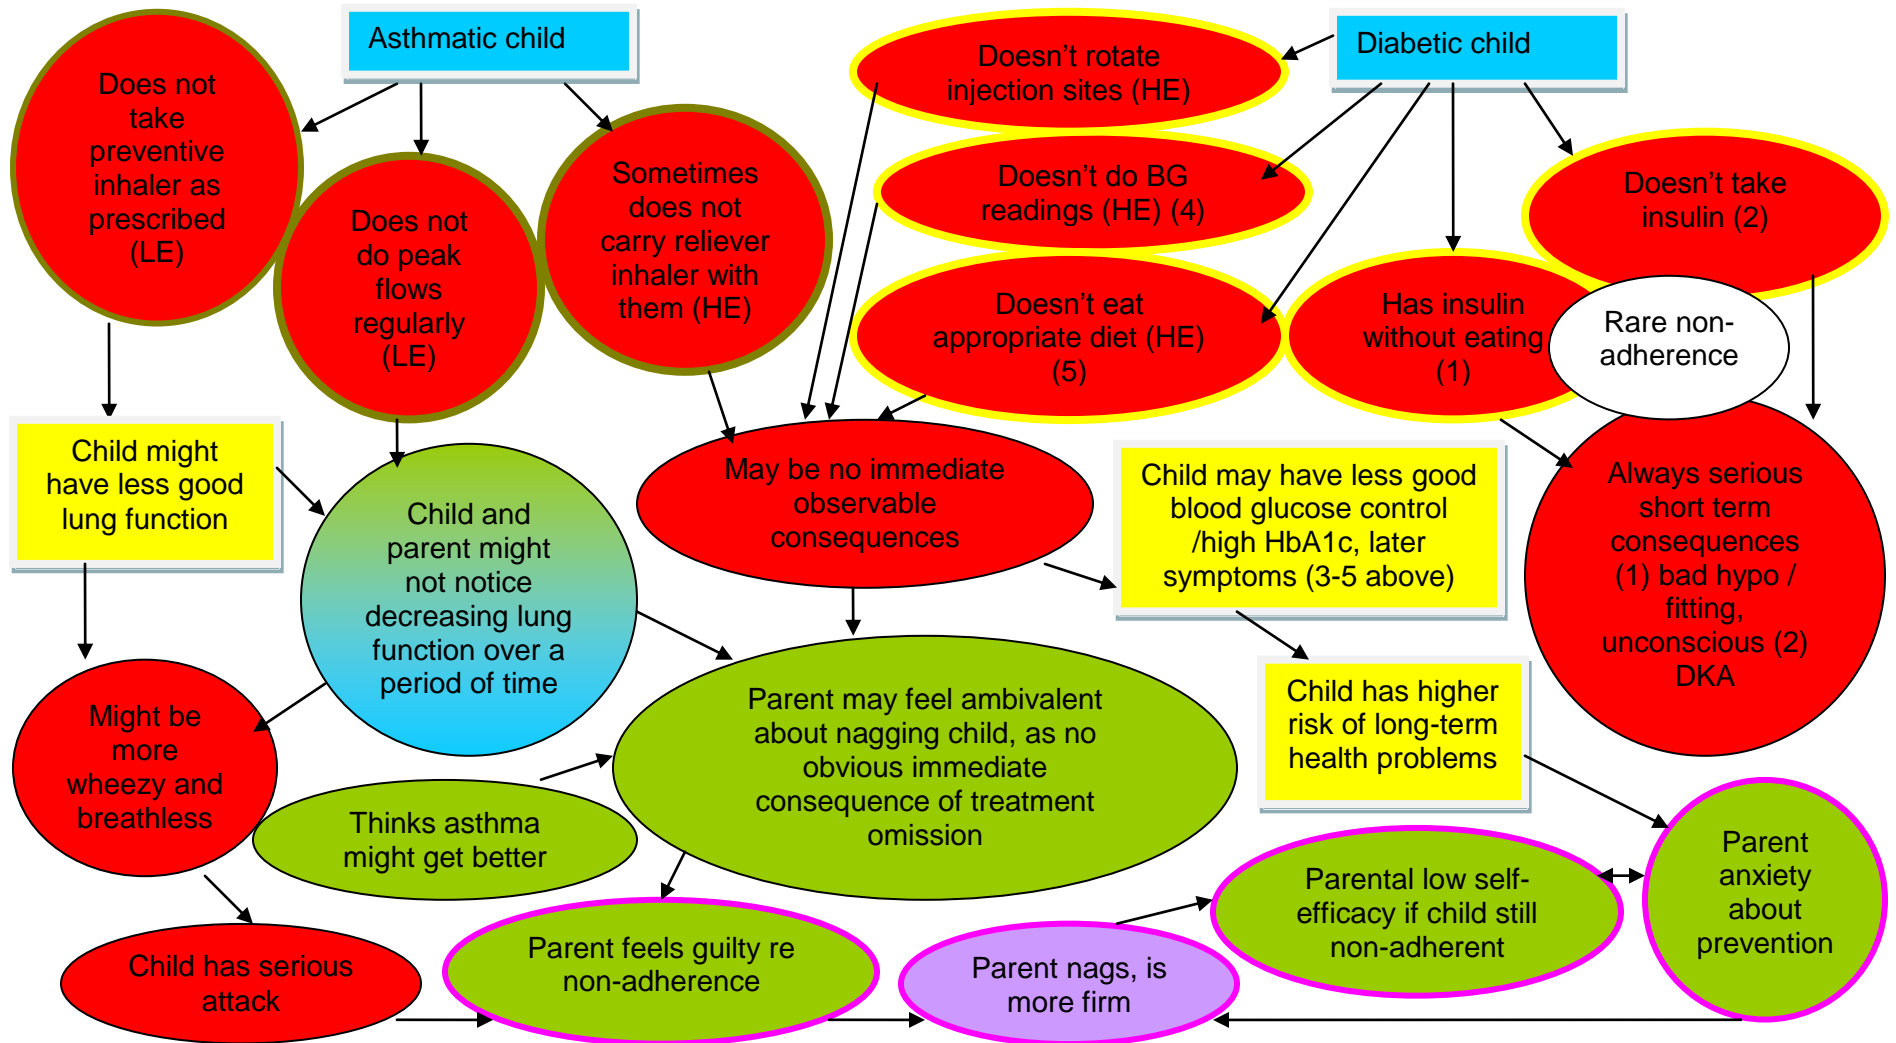 Asthmatic child
Diabetic child
Does not
take
preventive
inhaler as
prescribed
(LE)
Does not
do peak
flows
regularly
(LE)
Sometimes
does not
carry reliever
inhaler with
them (HE)
Doesn’t rotate
injection sites (HE)
Doesn’t do BG
readings (HE) (4)
Doesn’t eat
appropriate diet (HE)
(5)
Has insulin
without eating
(1)
Doesn’t take
insulin (2)
Rare non-
adherence
Child might
have less good
lung function
Child and
parent might
not notice
decreasing lung
function over a
period of time
May be no immediate
observable
consequences
Child may have less good
blood glucose control
/high HbA1c, later
symptoms (3-5 above)
Always serious
short term
consequences
(1) bad hypo /
fitting,
unconscious (2)
DKA
Might be
more
wheezy and
breathless
Thinks asthma
might get better
Parent may feel ambivalent
about nagging child, as no
obvious immediate
consequence of treatment
omission
Child has higher
risk of long-term
health problems
Child has serious
attack
Parent feels guilty re
non-adherence
Parent nags, is
more firm
Parental low self-
efficacy if child still
non-adherent
Parent
anxiety
about
prevention